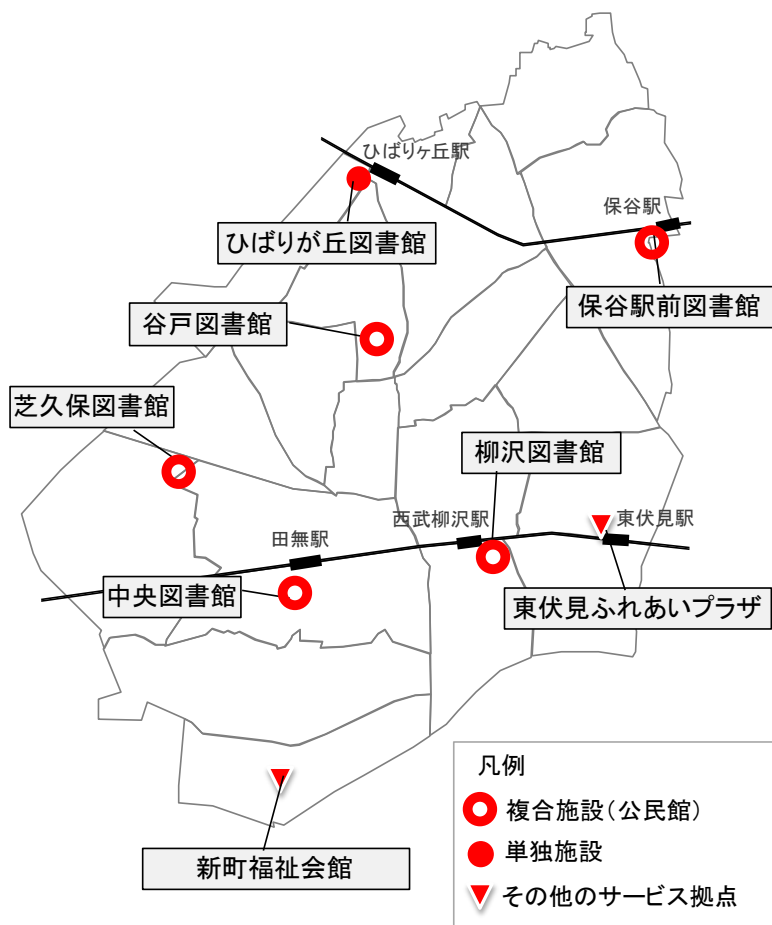 ひばりヶ丘駅
保谷駅
ひばりが丘図書館
保谷駅前図書館
谷戸図書館
芝久保図書館
柳沢図書館
西武柳沢駅
東伏見駅
田無駅
中央図書館
東伏見ふれあいプラザ
新町福祉会館
凡例
複合施設(公民館)
単独施設
その他のサービス拠点